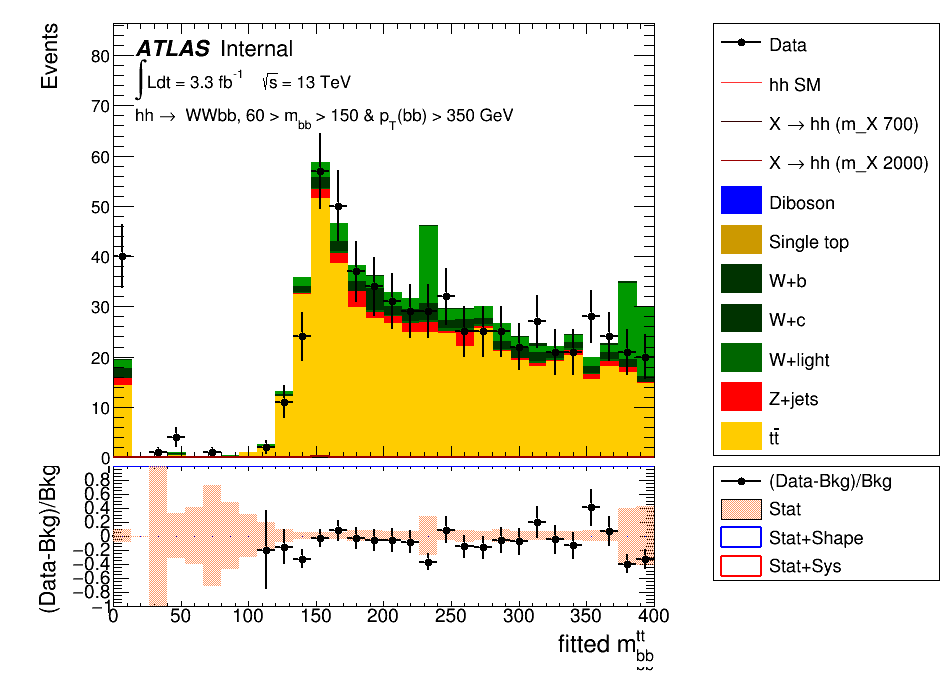 Events
80
70
60
50
40
30
20
10
0
ATLAS Internal
∫Ldt = 3.3 fb⁻¹ √s = 13 TeV
hh → WWbb, 60 > m_bb > 150 & p_T(bb) > 350 GeV
Data
hh SM
X → hh (m_X 700)
X → hh (m_X 2000)
Diboson
Single top
W+b
W+c
W+light
Z+jets
tt̄
(Data-Bkg)/Bkg
0.8
0.6
0.4
0.2
0
−0.2
−0.4
−0.6
−0.8
−1
0 50 100 150 200 250 300 350 400
fitted m_bb^tt
(Data-Bkg)/Bkg
Stat
Stat+Shape
Stat+Sys